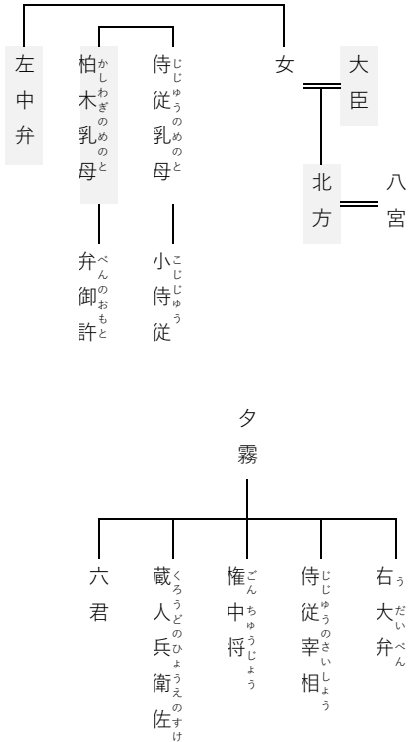 大臣
女
侍従乳母
じじゅうのめのと
柏木乳母
かしわぎのめのと
左中弁
八宮
北方
小侍従
こじじゅう
弁御許
べんのおもと
夕霧
右大弁
うだいべん
侍従宰相
じじゅうのさいしょう
権中将
ごんちゅうじょう
蔵人兵衛佐
くろうどのひょうえのすけ
六君